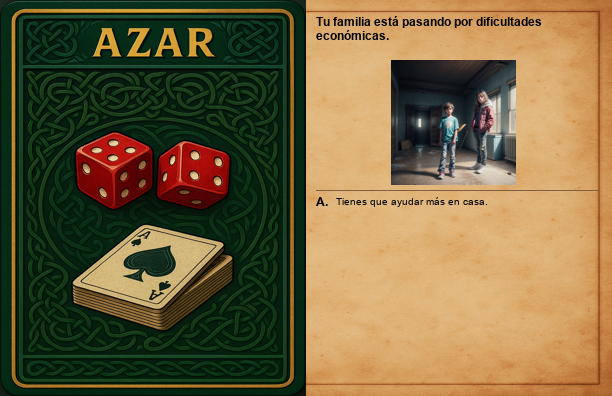 AZAR
A
A
Tu familia está pasando por dificultades
económicas.
A. Tienes que ayudar más en casa.